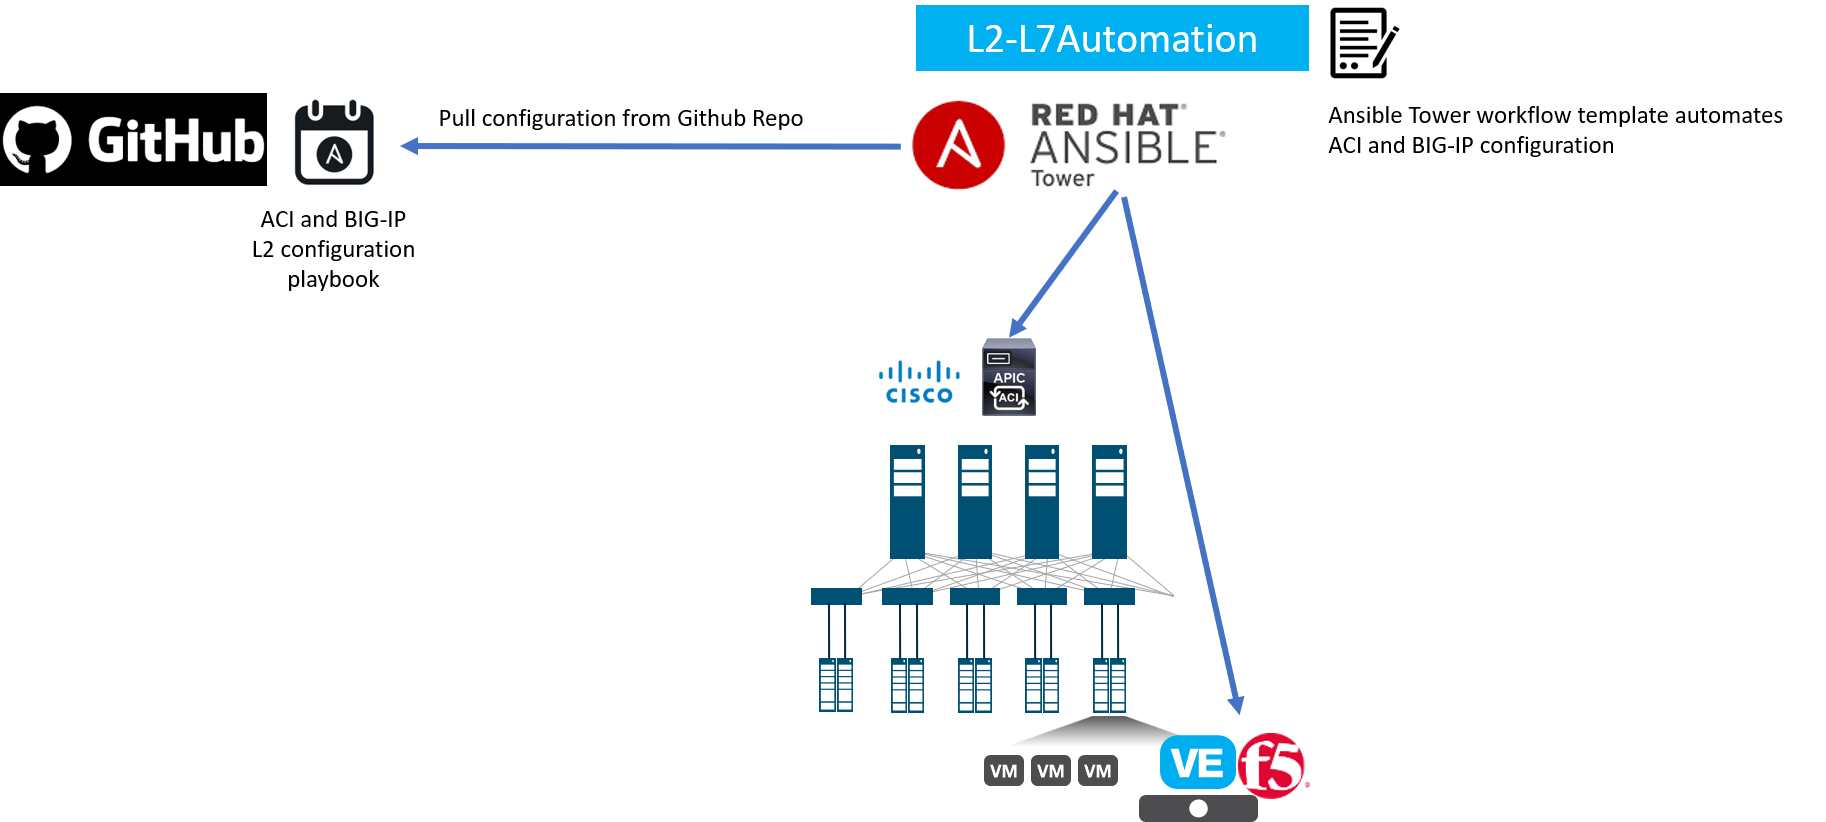 L2-L7Automation
GitHub
Pull configuration from Github Repo
RED HAT®
ANSIBLE®
Tower
Ansible Tower workflow template automates
ACI and BIG-IP configuration
ACI and BIG-IP
L2 configuration
playbook
CISCO
APIC
ACI
VM
VM
VM
VE
f5®